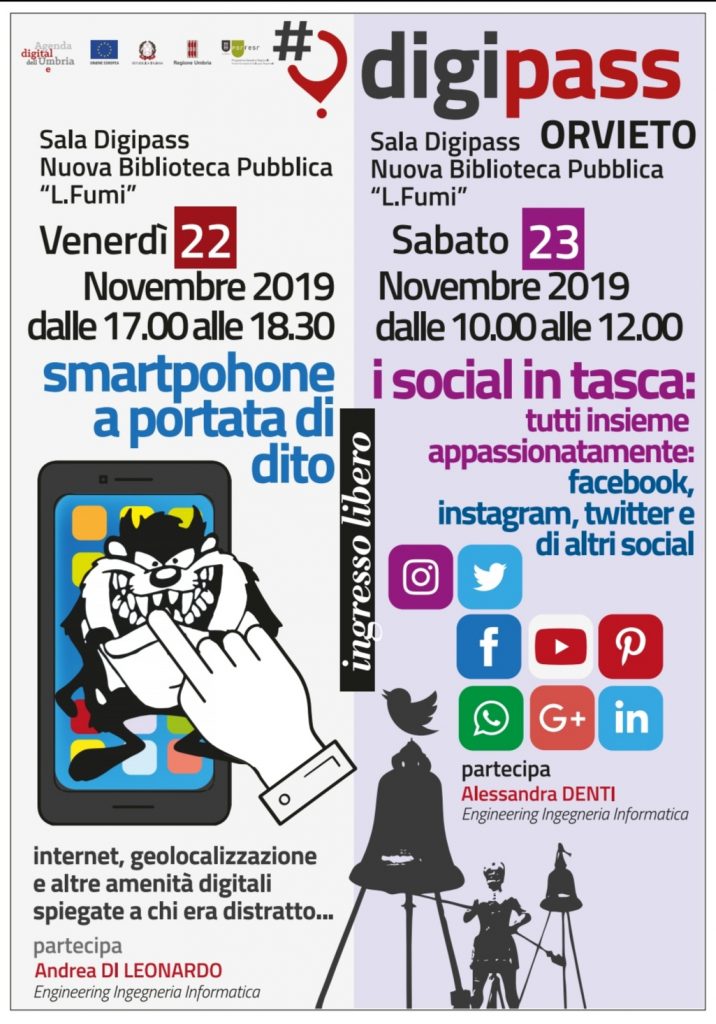 Agenda
digital
dell'Umbria
e
UNIONE EUROPEA
Regione Umbria
#digipass
ORVIETO
Sala Digipass
Nuova Biblioteca Pubblica
“L.Fumi”
Venerdì 22
Novembre 2019
dalle 17.00 alle 18.30
smartpohone
a portata di
dito
internet, geolocalizzazione
e altre amenità digitali
spiegate a chi era distratto...
partecipa
Andrea DI LEONARDO
Engineering Ingegneria Informatica
ingresso libero
Sala Digipass
Nuova Biblioteca Pubblica
“L.Fumi”
Sabato 23
Novembre 2019
dalle 10.00 alle 12.00
i social in tasca:
tutti insieme
appassionatamente:
facebook,
instagram, twitter e
di altri social
f
G+
in
partecipa
Alessandra DENTI
Engineering Ingegneria Informatica